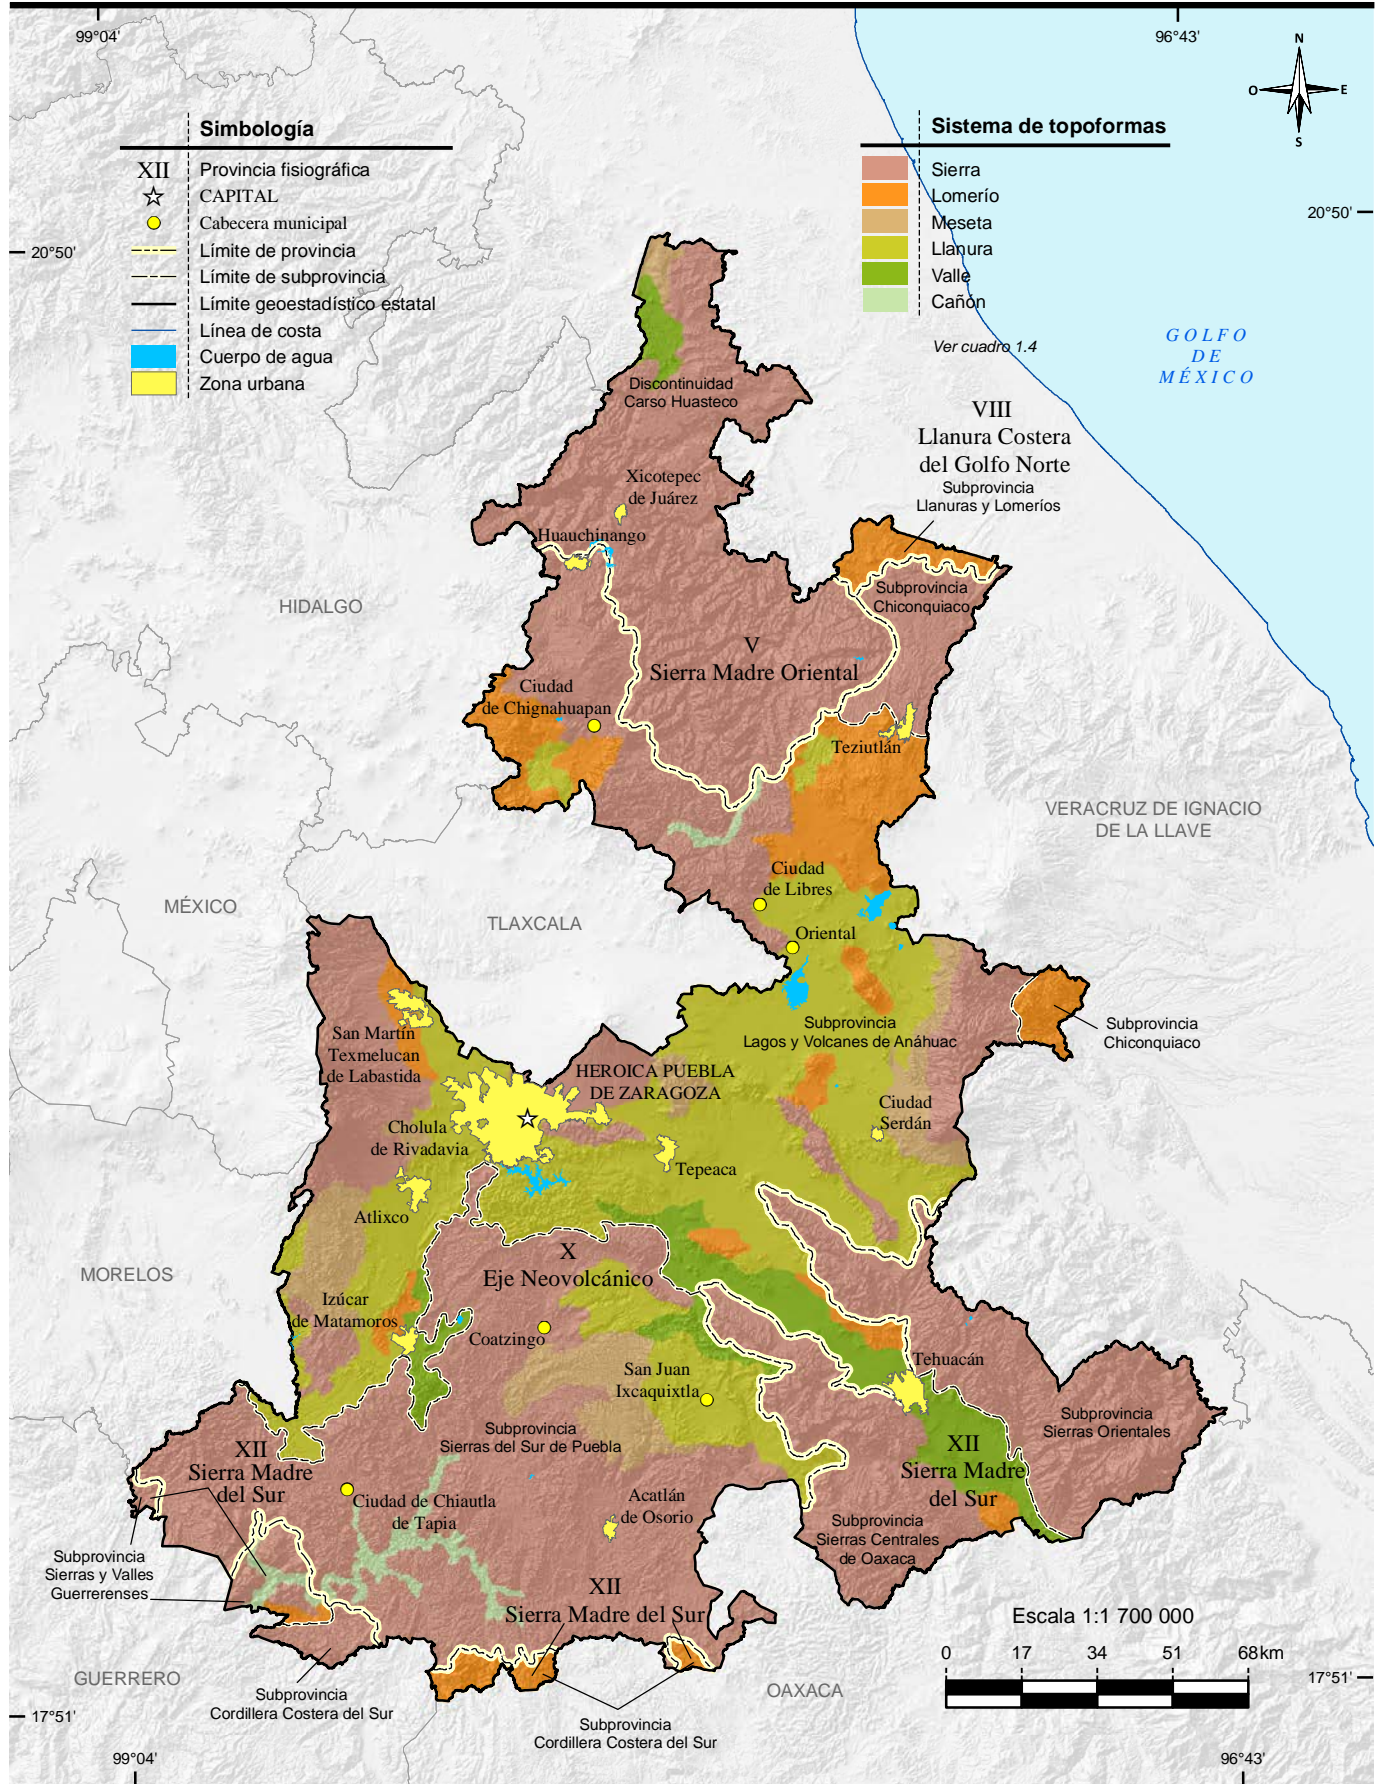 99°04'
96°43'
N
O
E
S
Simbología
XII
Provincia fisiográfica
CAPITAL
Cabecera municipal
Límite de provincia
Límite de subprovincia
Límite geoestadístico estatal
Línea de costa
Cuerpo de agua
Zona urbana
Sistema de topoformas
Sierra
Lomerío
Meseta
Llanura
Valle
Cañón
Ver cuadro 1.4
20°50'
20°50'
GOLFO
DE
MÉXICO
Discontinuidad
Carso Huasteco
VIII
Llanura Costera
del Golfo Norte
Subprovincia
Llanuras y Lomeríos
Xicotepec
de Juárez
Huauchinango
Subprovincia
Chiconquiaco
HIDALGO
V
Sierra Madre Oriental
Ciudad
de Chignahuapan
Teziutlán
VERACRUZ DE IGNACIO
DE LA LLAVE
Ciudad
de Libres
MÉXICO
TLAXCALA
Oriental
San Martín
Texmelucan
de Labastida
Subprovincia
Lagos y Volcanes de Anáhuac
Subprovincia
Chiconquiaco
HEROICA PUEBLA
DE ZARAGOZA
Ciudad
Serdán
Cholula
de Rivadavia
Tepeaca
Atlixco
MORELOS
X
Eje Neovolcánico
Izúcar
de Matamoros
Coatzingo
San Juan
Ixcaquixtla
Tehuacán
Subprovincia
Sierras del Sur de Puebla
Subprovincia
Sierras Orientales
XII
Sierra Madre
del Sur
XII
Sierra Madre
del Sur
Ciudad de Chiautla
de Tapia
Acatlán
de Osorio
Subprovincia
Sierras Centrales
de Oaxaca
Subprovincia
Sierras y Valles
Guerrerenses
XII
Sierra Madre del Sur
Escala 1:1 700 000
0
17
34
51
68km
GUERRERO
OAXACA
Subprovincia
Cordillera Costera del Sur
Subprovincia
Cordillera Costera del Sur
17°51'
17°51'
99°04'
96°43'